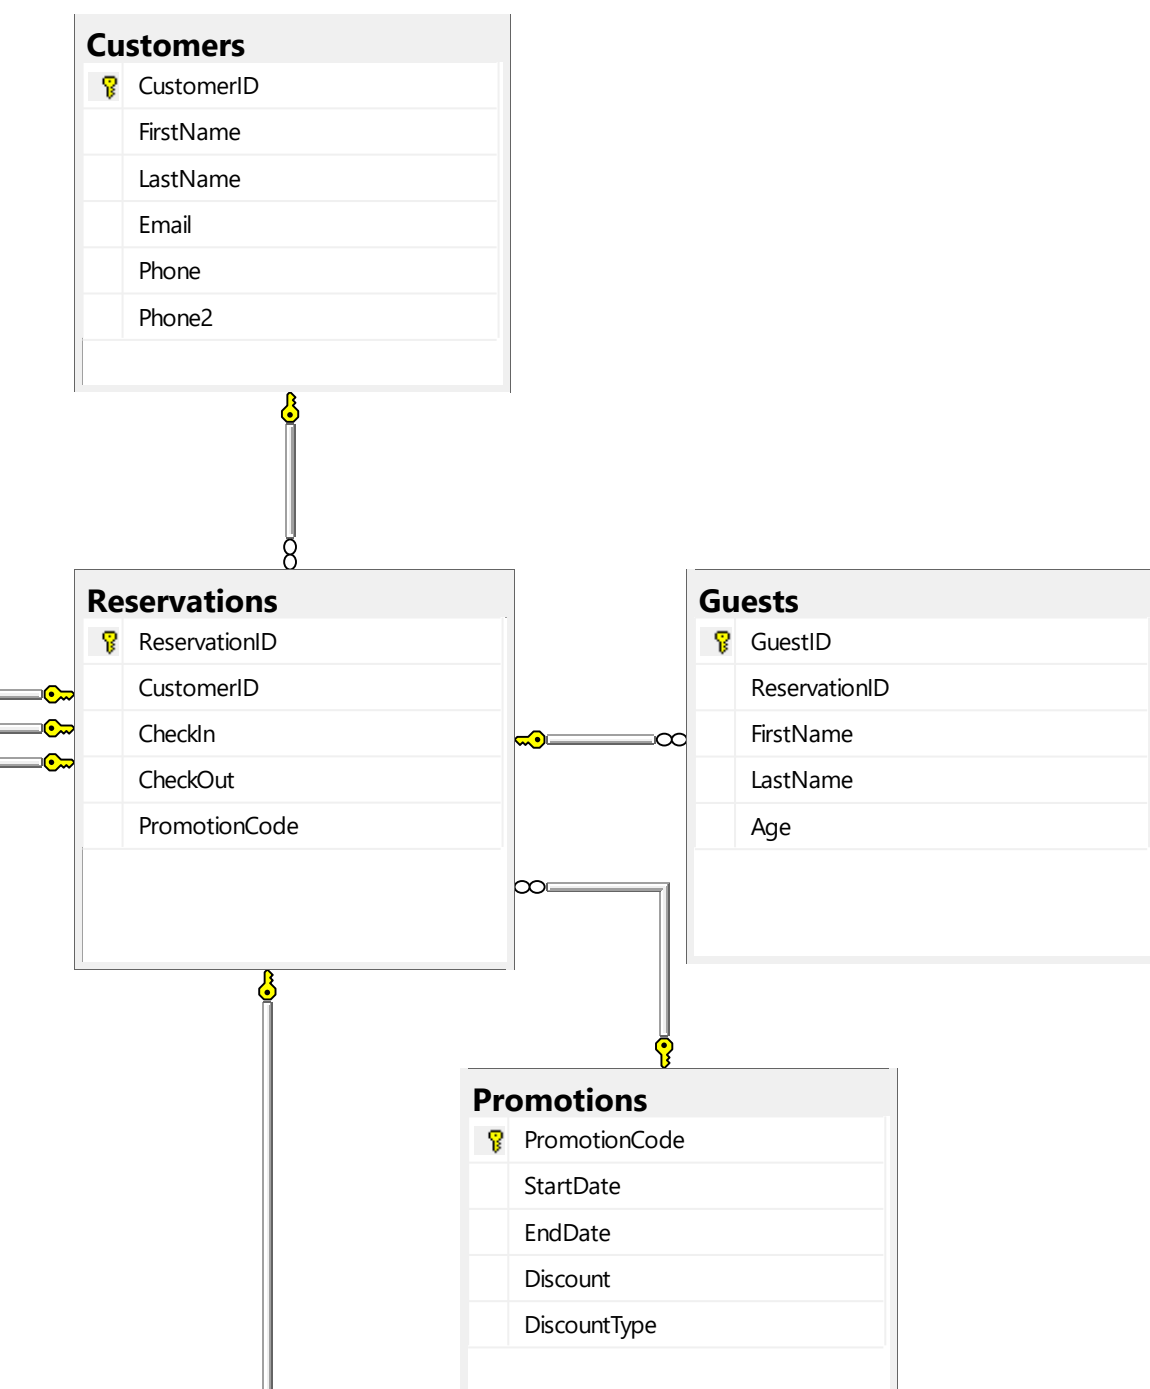 Customers
CustomerID
FirstName
LastName
Email
Phone
Phone2
Reservations
ReservationID
CustomerID
CheckIn
CheckOut
PromotionCode
Guests
GuestID
ReservationID
FirstName
LastName
Age
Promotions
PromotionCode
StartDate
EndDate
Discount
DiscountType